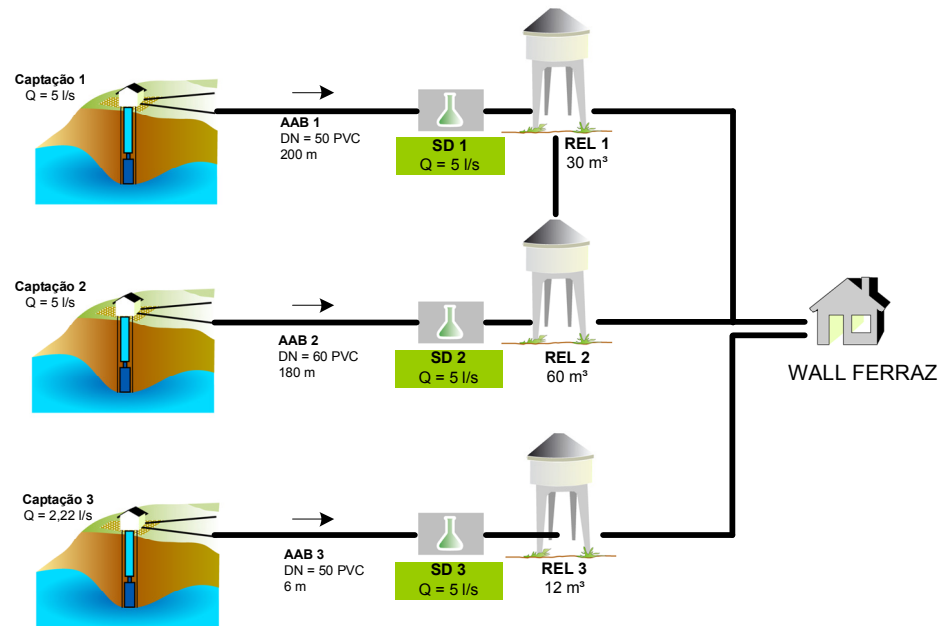 Captação 1
Q = 5 l/s
AAB 1
DN = 50 PVC
200 m
SD 1
Q = 5 l/s
REL 1
30 m³
Captação 2
Q = 5 l/s
AAB 2
DN = 60 PVC
180 m
SD 2
Q = 5 l/s
REL 2
60 m³
WALL FERRAZ
Captação 3
Q = 2,22 l/s
AAB 3
DN = 50 PVC
6 m
SD 3
Q = 5 l/s
REL 3
12 m³